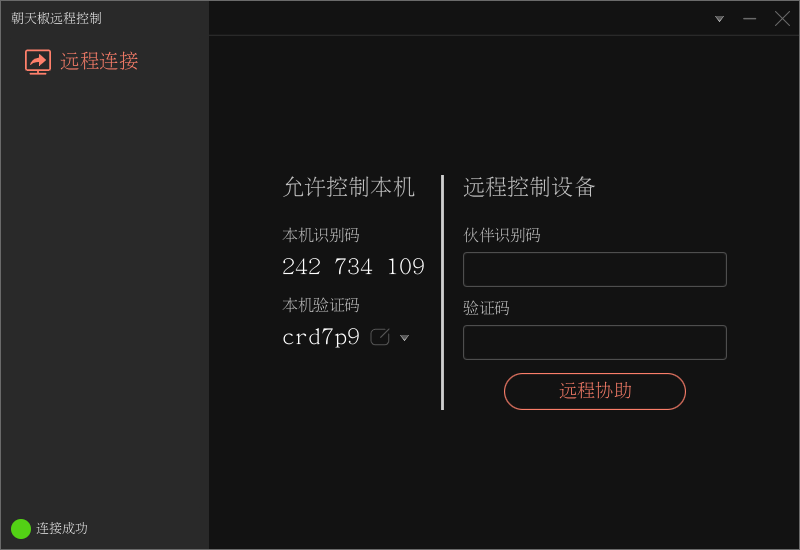 朝天椒远程控制
远程连接
允许控制本机
本机识别码
242 734 109
本机验证码
crd7p9
远程控制设备
伙伴识别码
验证码
远程协助
连接成功